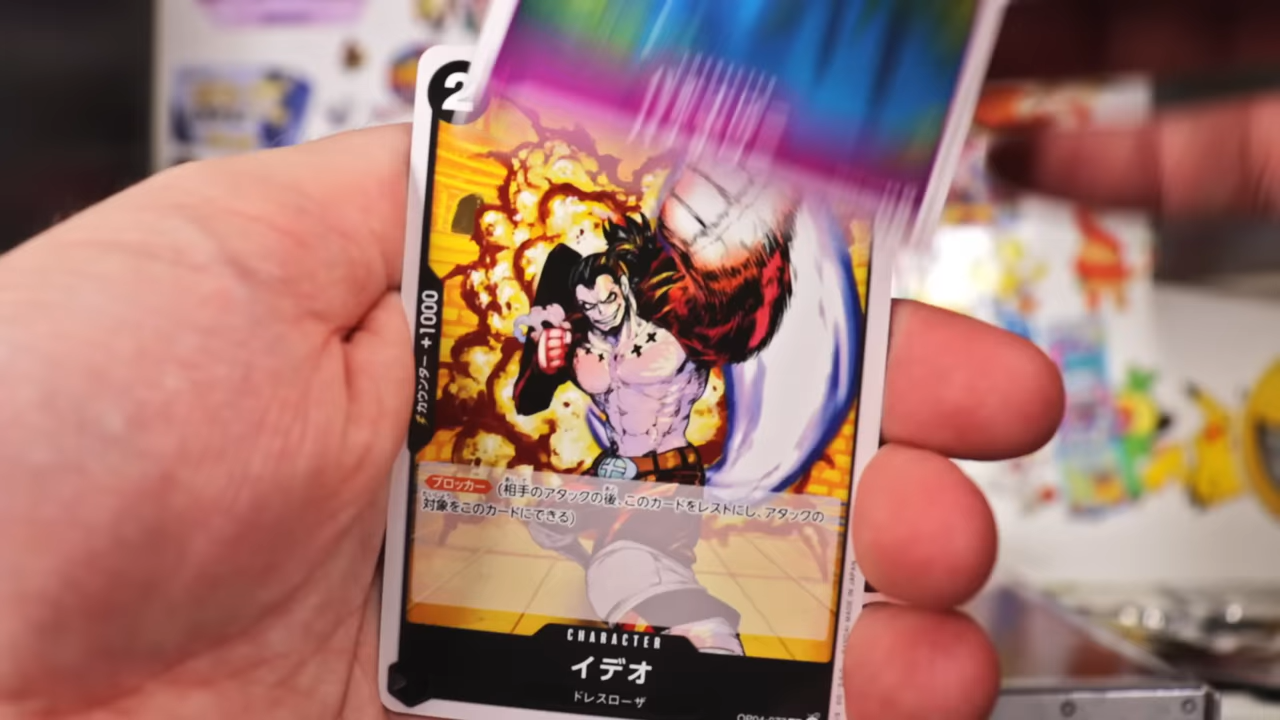 2
カウンター +1000
ブロッカー (相手のアタックの後、このカードをレストにし、アタックの
対象をこのカードにできる)
CHARACTER
イデオ
ドレスローザ